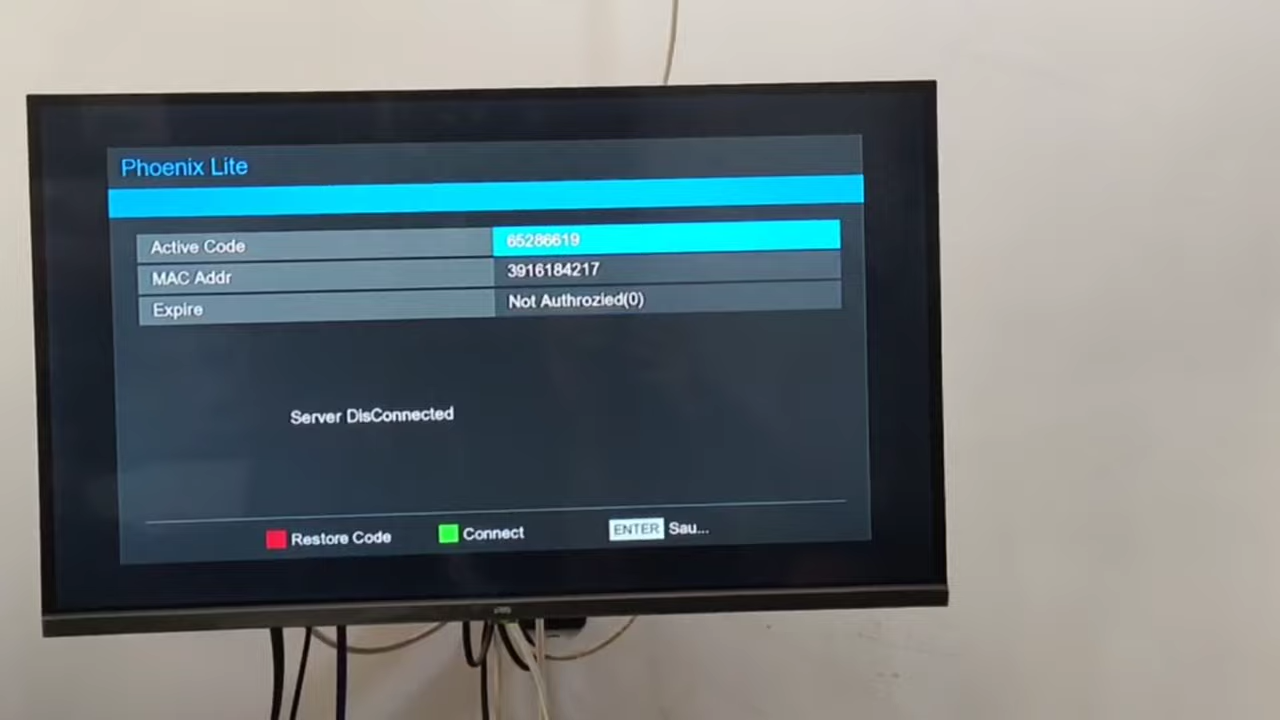 Phoenix Lite
Active Code 65286619
MAC Addr 3916184217
Expire Not Authrozied(0)
Server DisConnected
Restore Code Connect ENTER Sau...